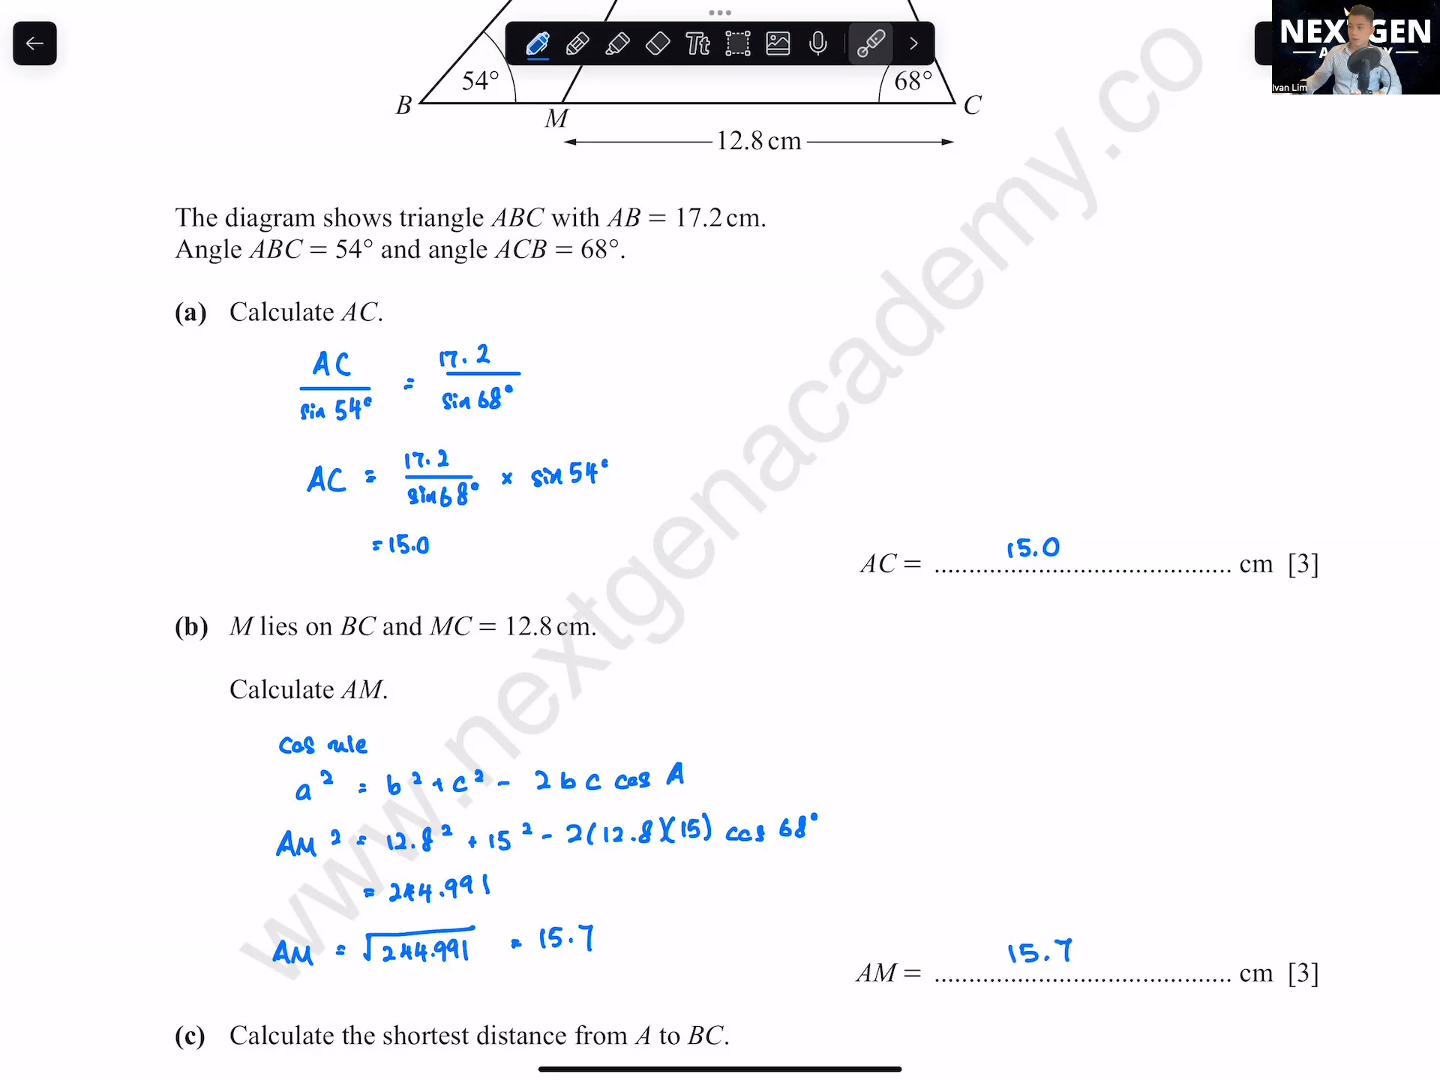 Tt
NEXTGEN
Ivan Lim
54°
68°
B
M
C
12.8 cm
The diagram shows triangle ABC with AB = 17.2 cm.
Angle ABC = 54° and angle ACB = 68°.
(a) Calculate AC.
AC / sin 54° = 17.2 / sin 68°
AC = 17.2 / sin 68° × sin 54°
= 15.0
AC = 15.0 cm [3]
(b) M lies on BC and MC = 12.8 cm.
Calculate AM.
cos rule
a² = b² + c² - 2bc cos A
AM² = 12.8² + 15² - 2(12.8)(15) cos 68°
= 244.991
AM = √244.991 = 15.7
AM = 15.7 cm [3]
(c) Calculate the shortest distance from A to BC.
www.nextgenacademy.co